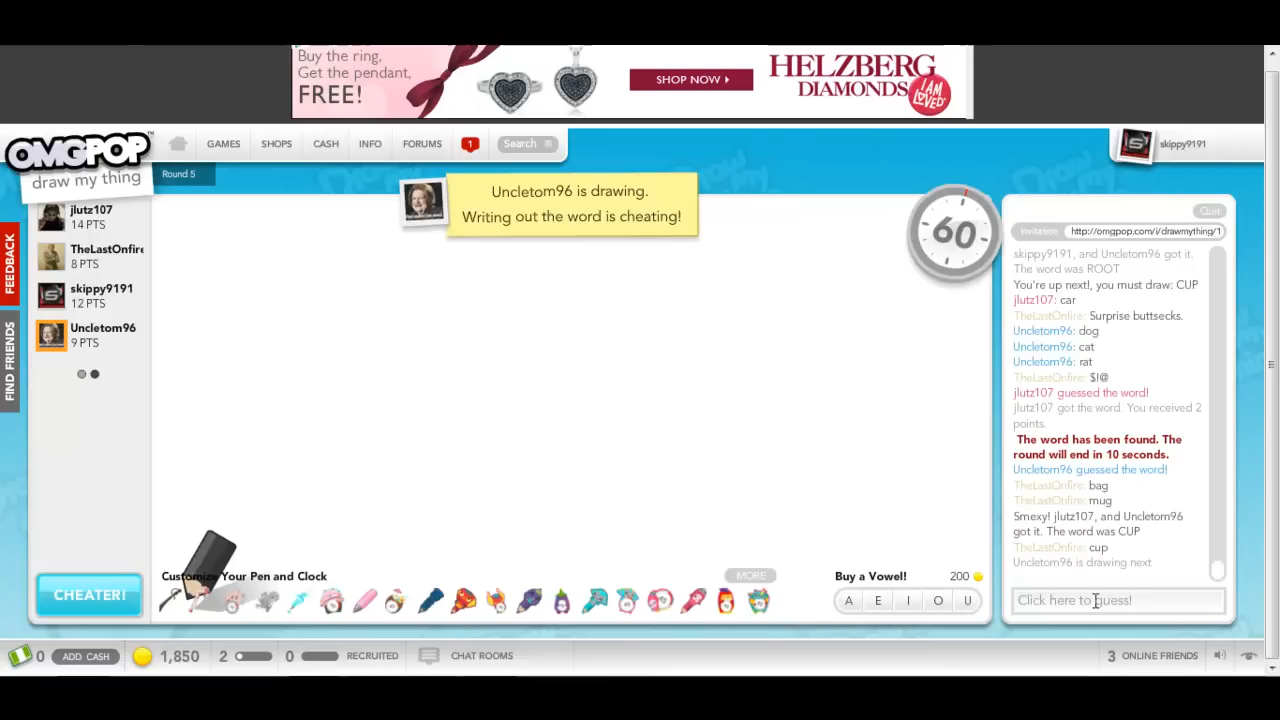 Buy the ring,
Get the pendant,
FREE!
SHOP NOW
HELZBERG
DIAMONDS
I AM
LOVED
OMGPOP
draw my thing
GAMES
SHOPS
CASH
INFO
FORUMS
1
Search
skippy9191
Round 5
Uncletom96 is drawing.
Writing out the word is cheating!
60
FEEDBACK
FIND FRIENDS
jlutz107
14 PTS
TheLastOnfire
8 PTS
skippy9191
12 PTS
Uncletom96
9 PTS
CHEATER!
Quit
Invitation
http://omgpop.com/i/drawmything/1
skippy9191, and Uncletom96 got it.
The word was ROOT
You're up next!, you must draw: CUP
jlutz107: car
TheLastOnfire: Surprise buttsecks.
Uncletom96: dog
Uncletom96: cat
Uncletom96: rat
TheLastOnfire: $!@
jlutz107 guessed the word!
jlutz107 got the word. You received 2
points.
The word has been found. The
round will end in 10 seconds.
Uncletom96 guessed the word!
TheLastOnfire: bag
TheLastOnfire: mug
Smexy! jlutz107, and Uncletom96
got it. The word was CUP
TheLastOnfire: cup
Uncletom96 is drawing next
Click here to guess!
Customize Your Pen and Clock
MORE
Buy a Vowel!
200
A E I O U
0
ADD CASH
1,850
2
0
RECRUITED
CHAT ROOMS
3 ONLINE FRIENDS